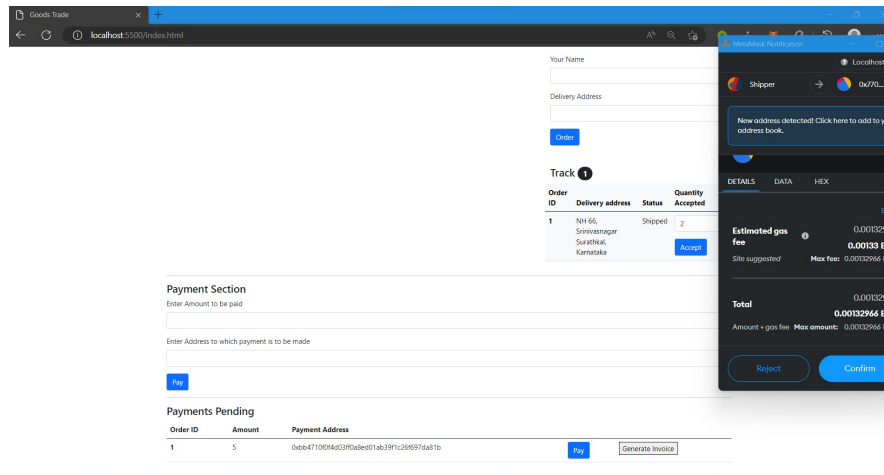 Goods Trade
localhost:5500/index.html
Your Name
Delivery Address
Order
Track 1
Order ID Delivery address Status Quantity Accepted
1 NH 66, Srinivasnagar Surathkal, Karnataka Shipped 2
Accept
Payment Section
Enter Amount to be paid
Enter Address to which payment is to be made
Pay
Payments Pending
Order ID Amount Payment Address
1 5 0xbb4710f0f4d03ff0a8ed01ab39f1c26f697da81b Pay Generate Invoice
MetaMask Notification
Localhost
Shipper 0x770...
New address detected! Click here to add to y
address book.
DETAILS DATA HEX
Estimated gas fee 0.00132
0.00133
Site suggested Max fee: 0.00132966
Total 0.00132
0.00132966
Amount + gas fee Max amount: 0.00132966
Reject Confirm